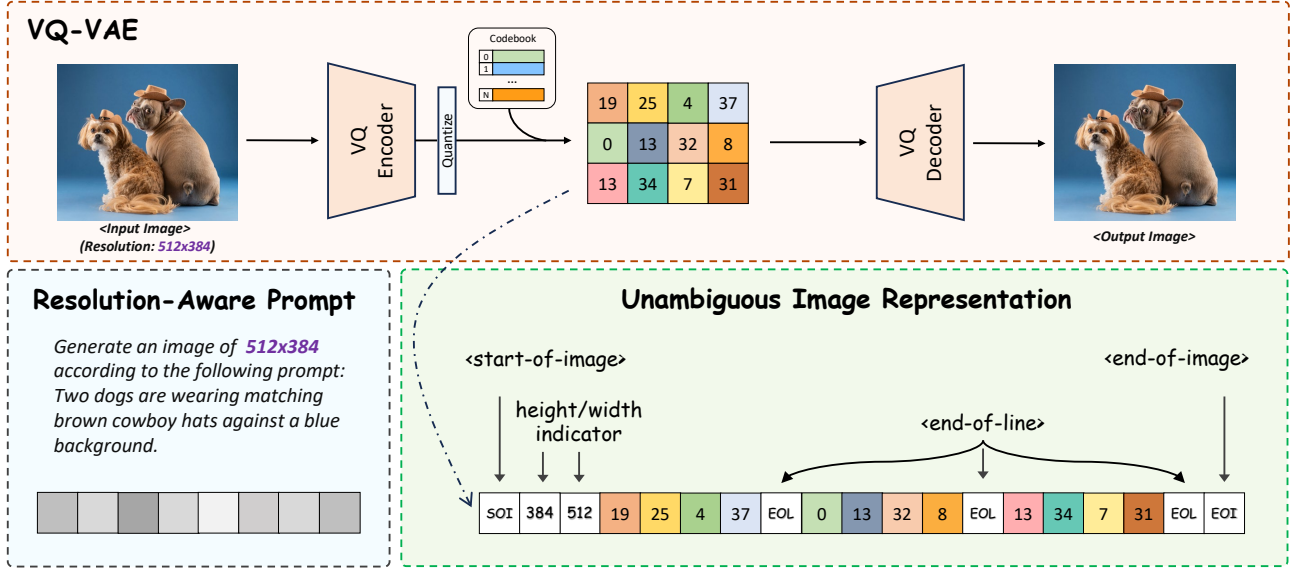 VQ-VAE
Codebook
0
1
...
N
VQ
Encoder
Quantize
19 25 4 37
0 13 32 8
13 34 7 31
VQ
Decoder
<Input Image>
(Resolution: 512x384)
<Output Image>
Resolution-Aware Prompt
Generate an image of 512x384
according to the following prompt:
Two dogs are wearing matching
brown cowboy hats against a blue
background.
Unambiguous Image Representation
<start-of-image>
<end-of-image>
height/width
indicator
<end-of-line>
SOI 384 512 19 25 4 37 EOL 0 13 32 8 EOL 13 34 7 31 EOL EOI